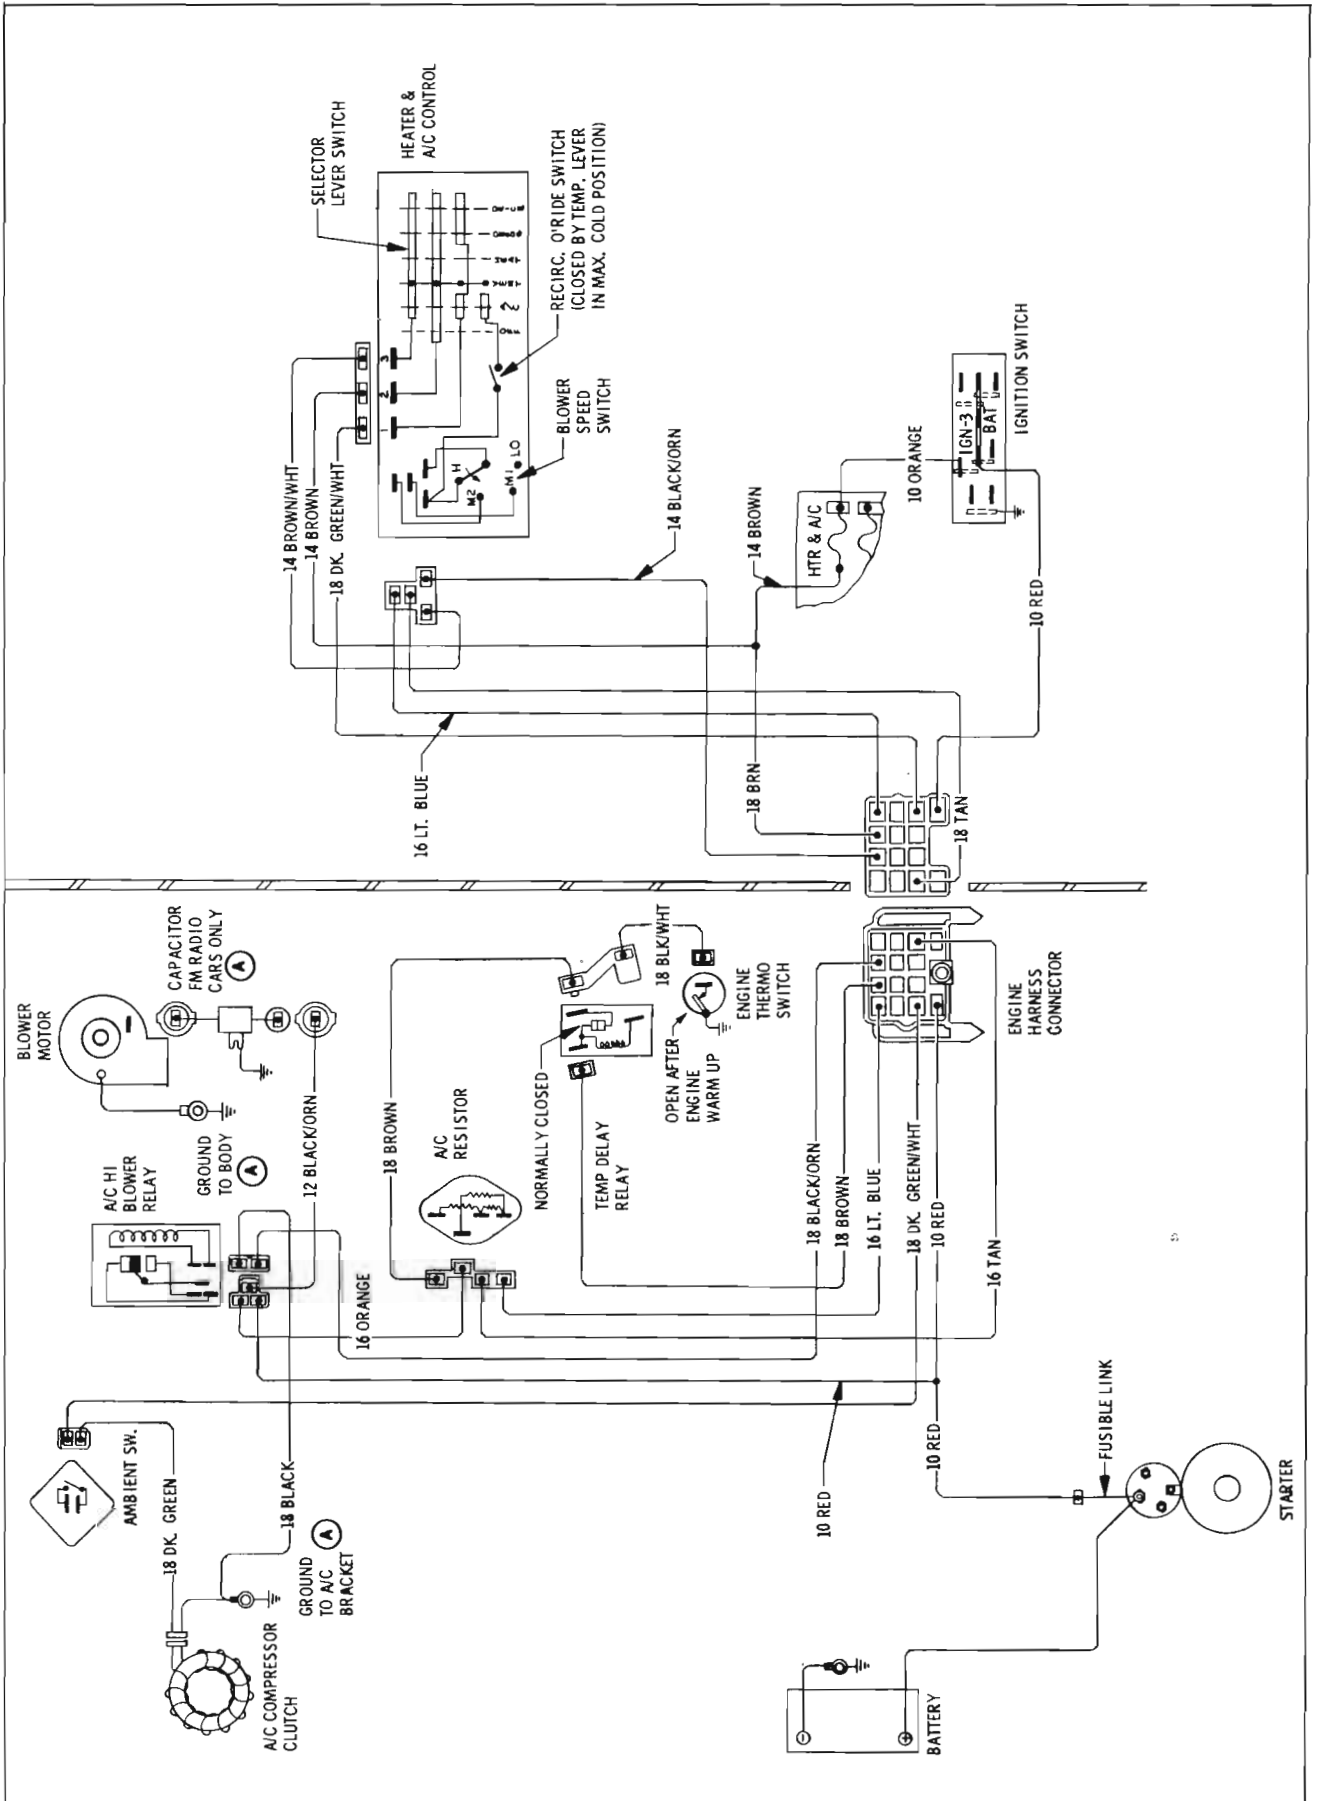 HEATER &
A/C CONTROL
SELECTOR
LEVER SWITCH
RECIRC. O'RIDE SWITCH
(CLOSED BY TEMP. LEVER
IN MAX. COLD POSITION)
BLOWER
SPEED
SWITCH
3
2
1
OFF
H
LO
M2
M1
14 BROWN/WHT
14 BROWN
18 DK. GREEN/WHT
14 BLACK/ORN
14 BROWN
HTR & A/C
10 ORANGE
IGN-3
BAT
IGNITION SWITCH
10 RED
16 LT. BLUE
18 BRN
18 TAN
BLOWER
MOTOR
CAPACITOR
FM RADIO
CARS ONLY
A
GROUND
TO BODY
A
A/C HI
BLOWER
RELAY
12 BLACK/ORN
18 BROWN
A/C
RESISTOR
NORMALLY CLOSED
TEMP DELAY
RELAY
18 BLK/WHT
ENGINE
THERMO
SWITCH
OPEN AFTER
ENGINE
WARM UP
ENGINE
HARNESS
CONNECTOR
18 BLACK/ORN
18 BROWN
16 LT. BLUE
18 DK. GREEN/WHT
10 RED
16 TAN
16 ORANGE
AMBIENT SW.
18 DK. GREEN
18 BLACK
GROUND
TO A/C
BRACKET
A
A/C COMPRESSOR
CLUTCH
10 RED
10 RED
FUSIBLE LINK
STARTER
BATTERY